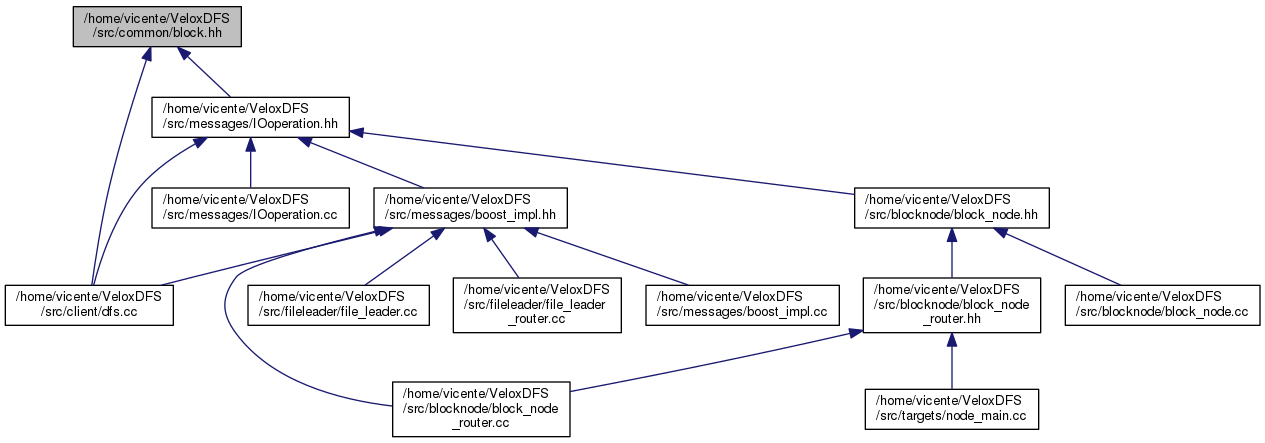 /home/vicente/VeloxDFS
/src/common/block.hh
/home/vicente/VeloxDFS
/src/messages/IOoperation.hh
/home/vicente/VeloxDFS
/src/messages/IOoperation.cc
/home/vicente/VeloxDFS
/src/messages/boost_impl.hh
/home/vicente/VeloxDFS
/src/blocknode/block_node.hh
/home/vicente/VeloxDFS
/src/client/dfs.cc
/home/vicente/VeloxDFS
/src/fileleader/file_leader.cc
/home/vicente/VeloxDFS
/src/fileleader/file_leader
_router.cc
/home/vicente/VeloxDFS
/src/messages/boost_impl.cc
/home/vicente/VeloxDFS
/src/blocknode/block_node
_router.hh
/home/vicente/VeloxDFS
/src/blocknode/block_node.cc
/home/vicente/VeloxDFS
/src/blocknode/block_node
_router.cc
/home/vicente/VeloxDFS
/src/targets/node_main.cc